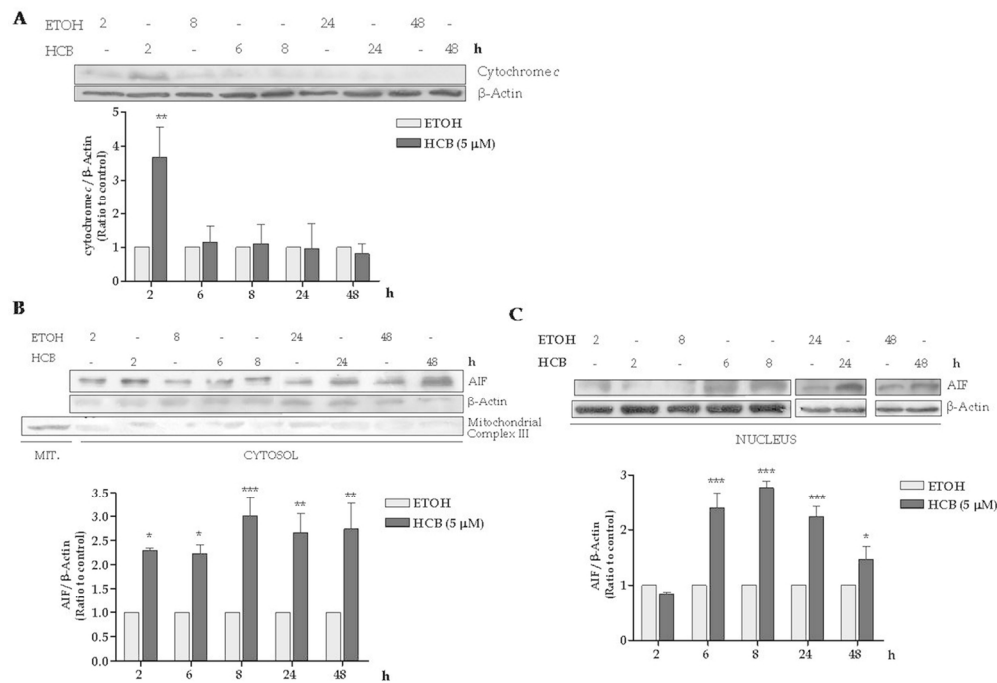 A
ETOH 2 - 8 - - 24 - 48 -
HCB - 2 - 6 8 - 24 - 48 h
Cytochrome c
β-Actin
cytochrome c / β-Actin
(Ratio to control)
5
4
3
2
1
0
**
ETOH
HCB (5 μM)
2 6 8 24 48 h
B
ETOH 2 - 8 - - 24 - 48 -
HCB - 2 - 6 8 - 24 - 48 h
AIF
β-Actin
Mitochondrial
Complex III
MIT. CYTOSOL
AIF/ β-Actin
(Ratio to control)
3.5
3.0
2.5
2.0
1.5
1.0
0.5
0.0
* * *** ** **
ETOH
HCB (5 μM)
2 6 8 24 48 h
C
ETOH 2 - 8 - - 24 - 48 -
HCB - 2 - 6 8 - 24 - 48 h
AIF
β-Actin
NUCLEUS
AIF/ β-Actin
(Ratio to control)
3
2
1
0
*** *** *** *
ETOH
HCB (5 μM)
2 6 8 24 48 h